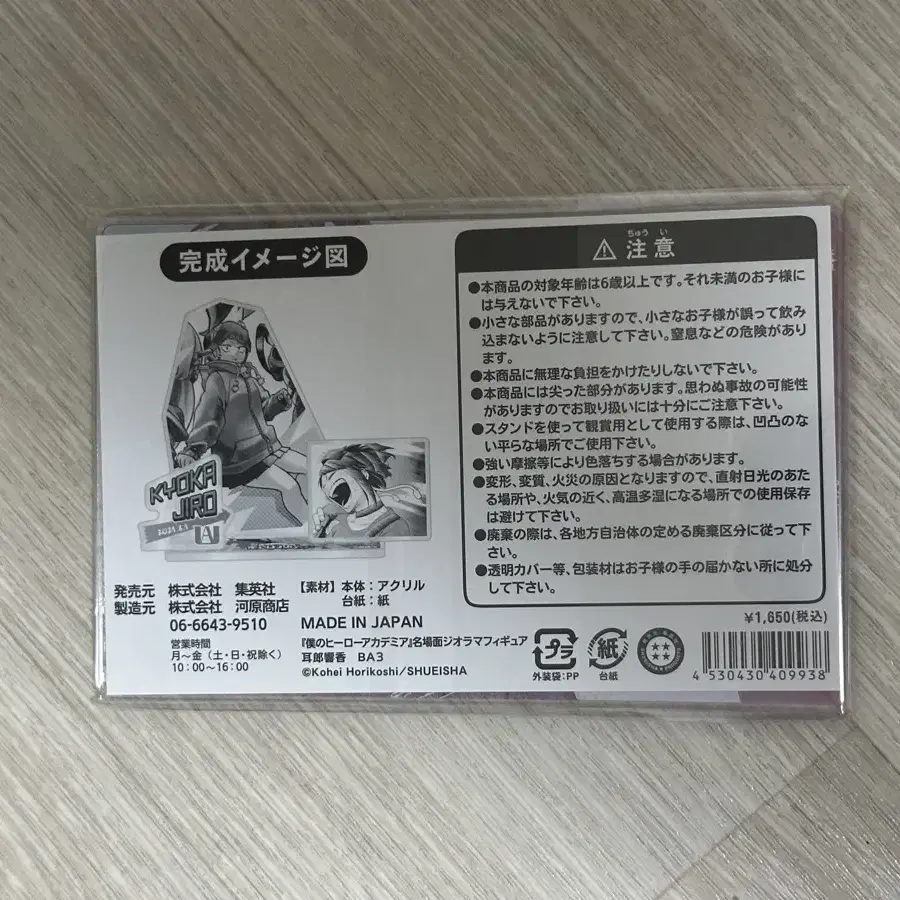 完成イメージ図
KYOKA
JIRO
2021 8.1
発売元 株式会社 集英社
製造元 株式会社 河原商店
06-6643-9510
営業時間
月～金（土・日・祝除く）
10:00～16:00
【素材】本体：アクリル
台紙：紙
MADE IN JAPAN
『僕のヒーローアカデミア』名場面ジオラマフィギュア
耳郎響香 BA3
©Kohei Horikoshi/SHUEISHA
ちゅう い
注意
●本商品の対象年齢は6歳以上です。それ未満のお子様に
は与えないで下さい。
●小さな部品がありますので、小さなお子様が誤って飲み
込まないように注意して下さい。窒息などの危険があり
ます。
●本商品に無理な負担をかけたりしないで下さい。
●本商品には尖った部分があります。思わぬ事故の可能性
がありますのでお取り扱いには十分にご注意下さい。
●スタンドを使って観賞用として使用する際は、凹凸のな
い平らな場所でご使用下さい。
●強い摩擦等により色落ちする場合があります。
●変形、変質、火災の原因となりますので、直射日光のあた
る場所や、火気の近く、高温多湿になる場所での使用保存
は避けて下さい。
●廃棄の際は、各地方自治体の定める廃棄区分に従って下
さい。
●透明カバー等、包装材はお子様の手の届かない所に処分
して下さい。
¥1,650(税込)
プラ
外装袋：PP
紙
台紙
4 530430 409938